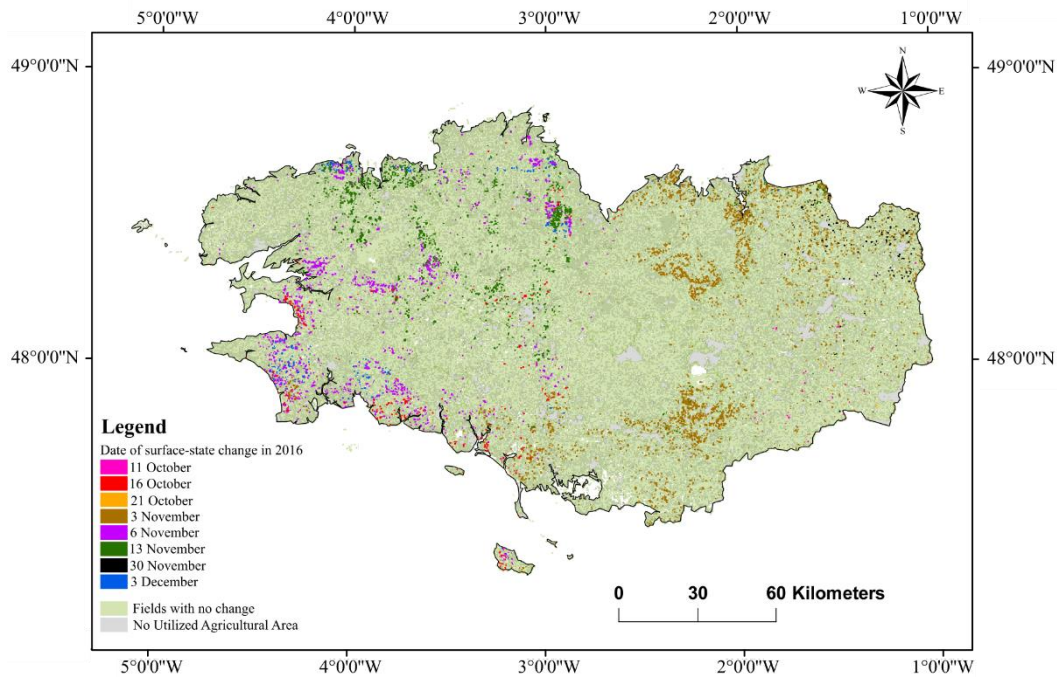 5°0'0"W 4°0'0"W 3°0'0"W 2°0'0"W 1°0'0"W
49°0'0"N 49°0'0"N
N
W E
S
48°0'0"N 48°0'0"N
Legend
Date of surface-state change in 2016
11 October
16 October
21 October
3 November
6 November
13 November
30 November
3 December
Fields with no change
No Utilized Agricultural Area
0 30 60 Kilometers
5°0'0"W 4°0'0"W 3°0'0"W 2°0'0"W 1°0'0"W